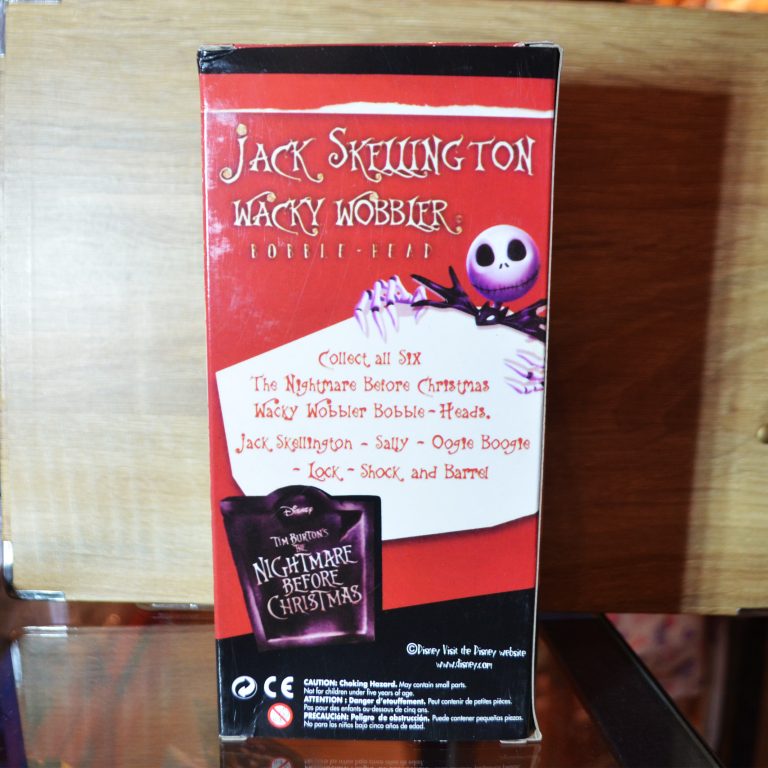 Jack Skellington
Wacky Wobbler
Bobble-Head
Collect all Six
The Nightmare Before Christmas
Wacky Wobbler Bobble-Heads.
Jack Skellington - Sally - Oogie Boogie
- Lock - Shock and Barrel
Disney
Tim Burton's
The
Nightmare
Before
Christmas
©Disney Visit the Disney website
www.disney.com
CE
CAUTION: Choking Hazard. May contain small parts.
Not for children under five years of age.
ATTENTION : Danger d'etouffement. Peut contenir de petites pièces.
Pas pour des enfants au-dessous de cinq ans.
PRECAUCIóN: Peligro de obstrucción. Puede contener pequeñas piezas.
No para los niños bajo cinco años de edad.